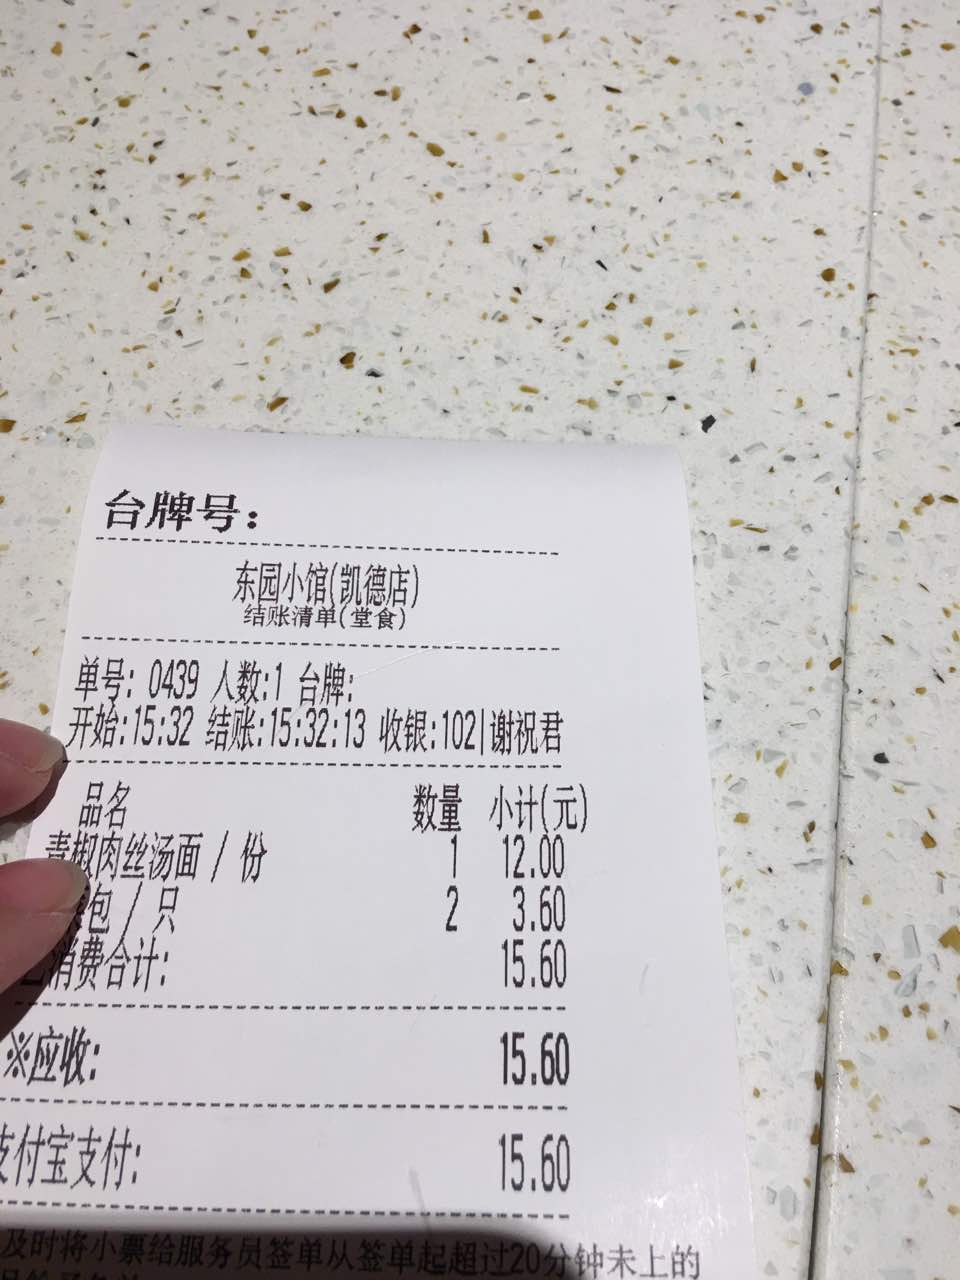 台牌号:
东园小馆(凯德店)
结账清单(堂食)
单号: 0439 人数:1 台牌:
开始:15:32 结账:15:32:13 收银:102|谢祝君
品名 数量 小计(元)
青椒肉丝汤面 / 份 1 12.00
包 / 只 2 3.60
消费合计: 15.60
※应收: 15.60
支付宝支付: 15.60
及时将小票给服务员签单从签单起超过20分钟未上的